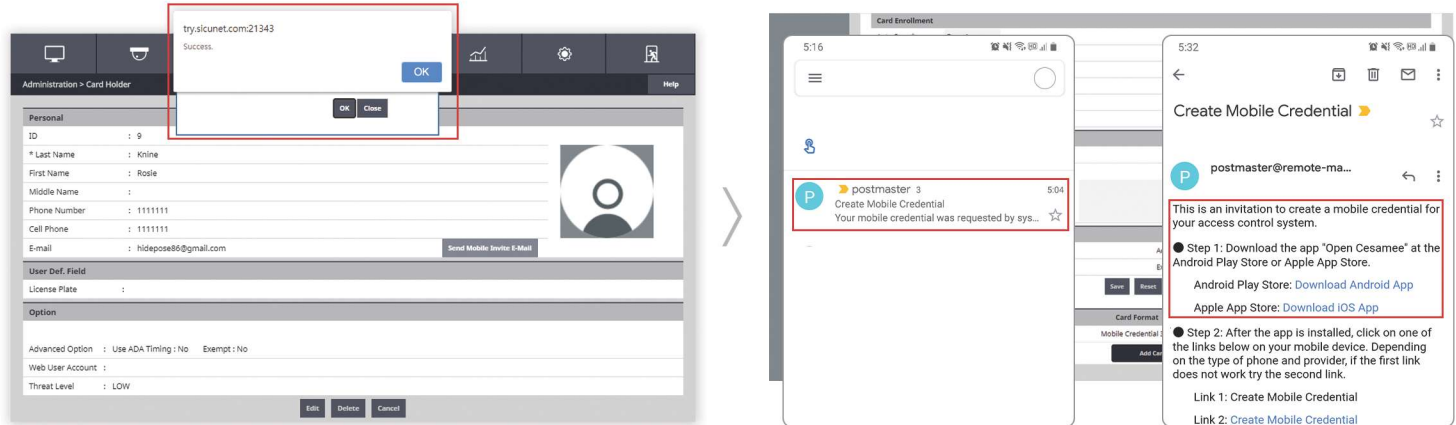 try.sicunet.com:21343
Success.
OK
OK Close
Administration > Card Holder Help
Personal
ID : 9
* Last Name : Knine
First Name : Rosie
Middle Name :
Phone Number : 1111111
Cell Phone : 1111111
E-mail : hidepose86@gmail.com Send Mobile Invite E-Mail
User Def. Field
License Plate :
Option
Advanced Option : Use ADA Timing : No Exempt : No
Web User Account :
Threat Level : LOW
Edit Delete Cancel
Card Enrollment
5:16
P
postmaster 3 5:04
Create Mobile Credential
Your mobile credential was requested by sys...
Save Reset
Card Format
Mobile Credential
Add Car
5:32
Create Mobile Credential
P
postmaster@remote-ma...
This is an invitation to create a mobile credential for
your access control system.
● Step 1: Download the app "Open Cesamee" at the
Android Play Store or Apple App Store.
Android Play Store: Download Android App
Apple App Store: Download iOS App
● Step 2: After the app is installed, click on one of
the links below on your mobile device. Depending
on the type of phone and provider, if the first link
does not work try the second link.
Link 1: Create Mobile Credential
Link 2: Create Mobile Credential